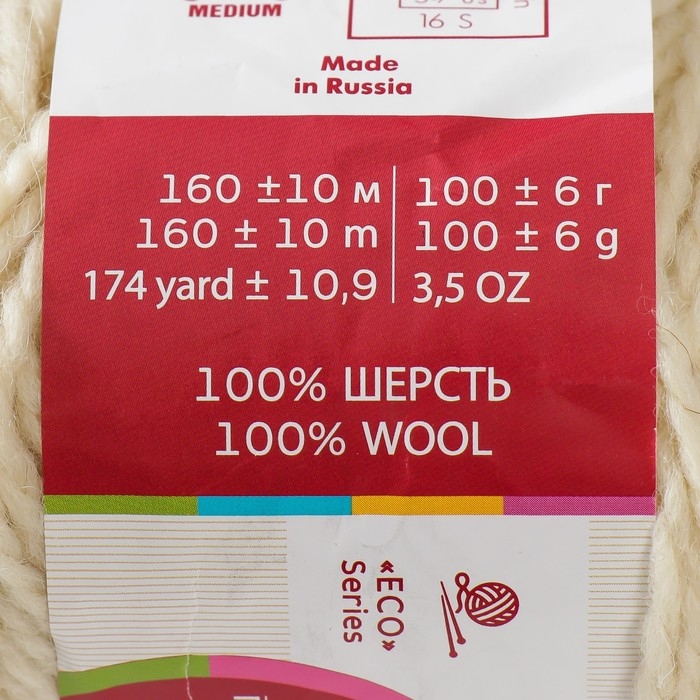 MEDIUM
16 S
Made
in Russia
160 ±10 м
160 ± 10 m
174 yard ± 10,9
100 ± 6 г
100 ± 6 g
3,5 OZ
100% ШЕРСТЬ
100% WOOL
«ECO»
Series